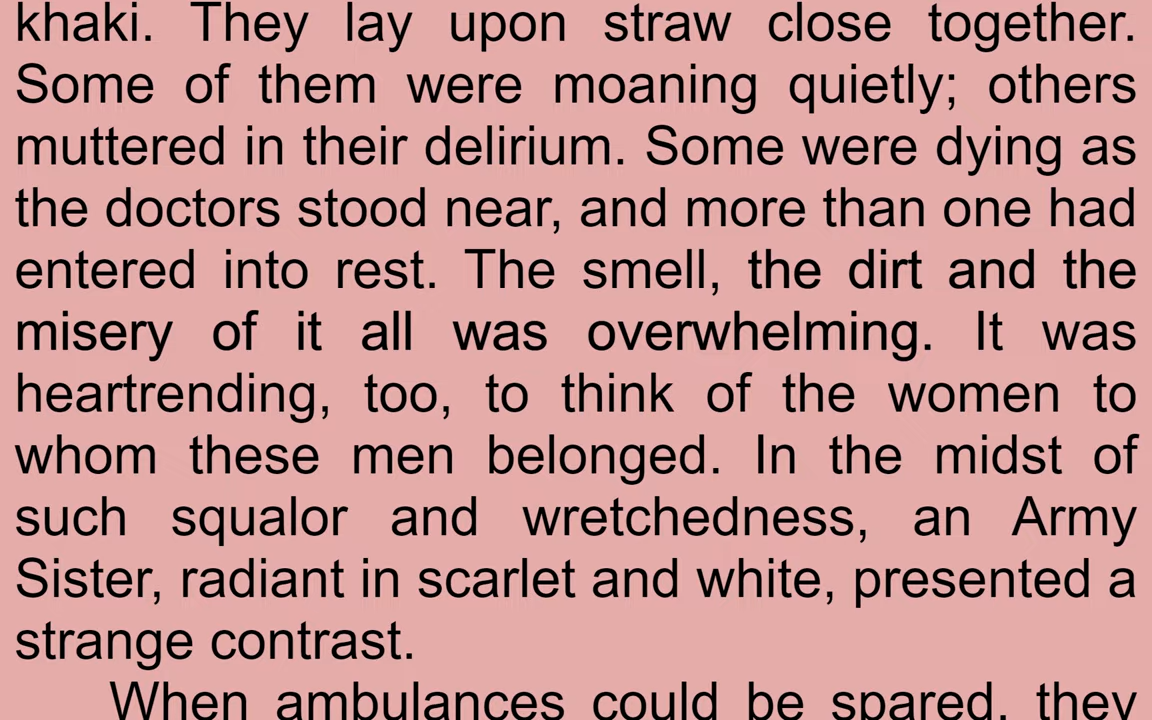 khaki. They lay upon straw close together.
Some of them were moaning quietly; others
muttered in their delirium. Some were dying as
the doctors stood near, and more than one had
entered into rest. The smell, the dirt and the
misery of it all was overwhelming. It was
heartrending, too, to think of the women to
whom these men belonged. In the midst of
such squalor and wretchedness, an Army
Sister, radiant in scarlet and white, presented a
strange contrast.
When ambulances could be spared, they